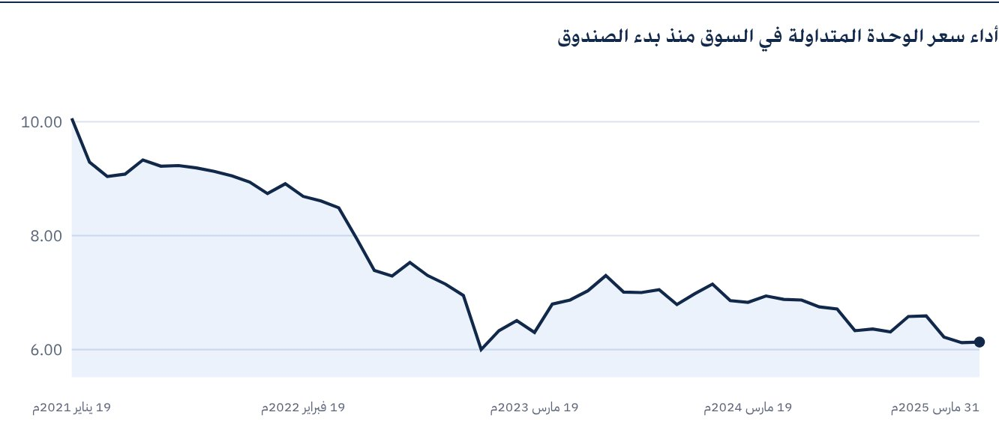 أداء سعر الوحدة المتداولة في السوق منذ بدء الصندوق
10.00
8.00
6.00
19 يناير 2021م
19 فبراير 2022م
19 مارس 2023م
19 مارس 2024م
31 مارس 2025م